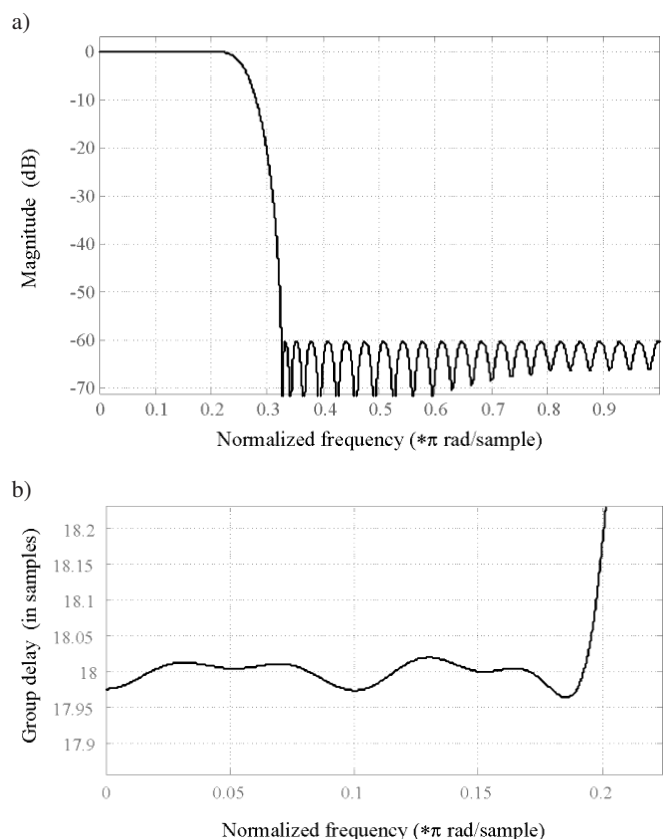 a)
Magnitude (dB)
0
-10
-20
-30
-40
-50
-60
-70
0 0.1 0.2 0.3 0.4 0.5 0.6 0.7 0.8 0.9
Normalized frequency (*π rad/sample)
b)
Group delay (in samples)
18.2
18.15
18.1
18.05
18
17.95
17.9
0 0.05 0.1 0.15 0.2
Normalized frequency (*π rad/sample)